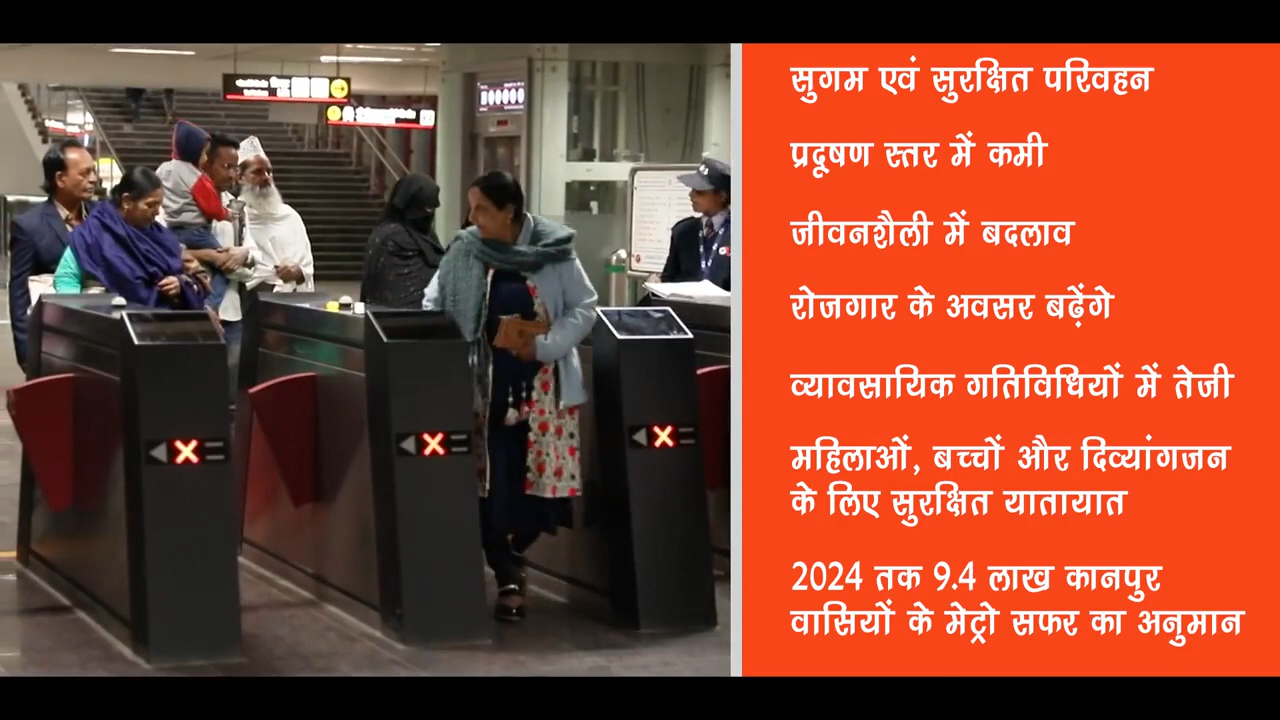 सुगम एवं सुरक्षित परिवहन
प्रदूषण स्तर में कमी
जीवनशैली में बदलाव
रोजगार के अवसर बढ़ेंगे
व्यावसायिक गतिविधियों में तेजी
महिलाओं, बच्चों और दिव्यांगजन
के लिए सुरक्षित यातायात
2024 तक 9.4 लाख कानपुर
वासियों के मेट्रो सफर का अनुमान